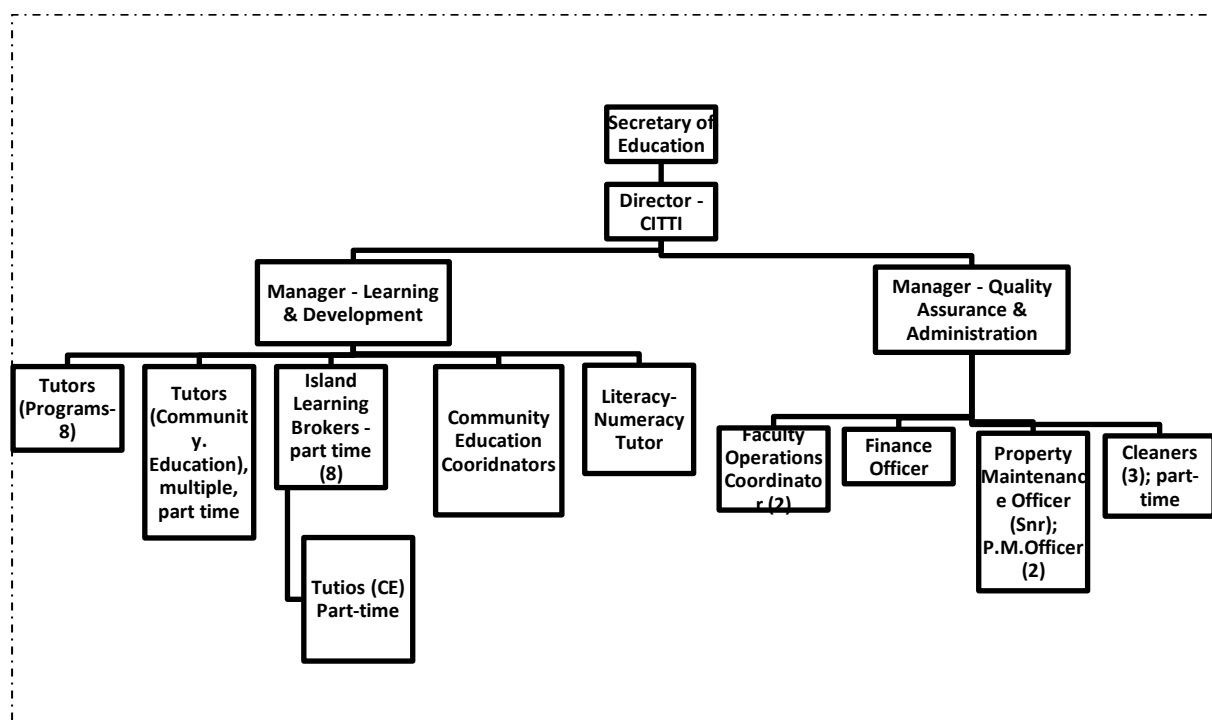 Secretary of
Education
Director -
CITTI
Manager - Learning
& Development
Manager - Quality
Assurance &
Administration
Tutors
(Programs-
8)
Tutors
(Communit
y.
Education),
multiple,
part time
Island
Learning
Brokers -
part time
(8)
Community
Education
Cooridnators
Literacy-
Numeracy
Tutor
Faculty
Operations
Coordinato
r (2)
Finance
Officer
Property
Maintenanc
e Officer
(Snr);
P.M.Officer
(2)
Cleaners
(3); part-
time
Tutios (CE)
Part-time